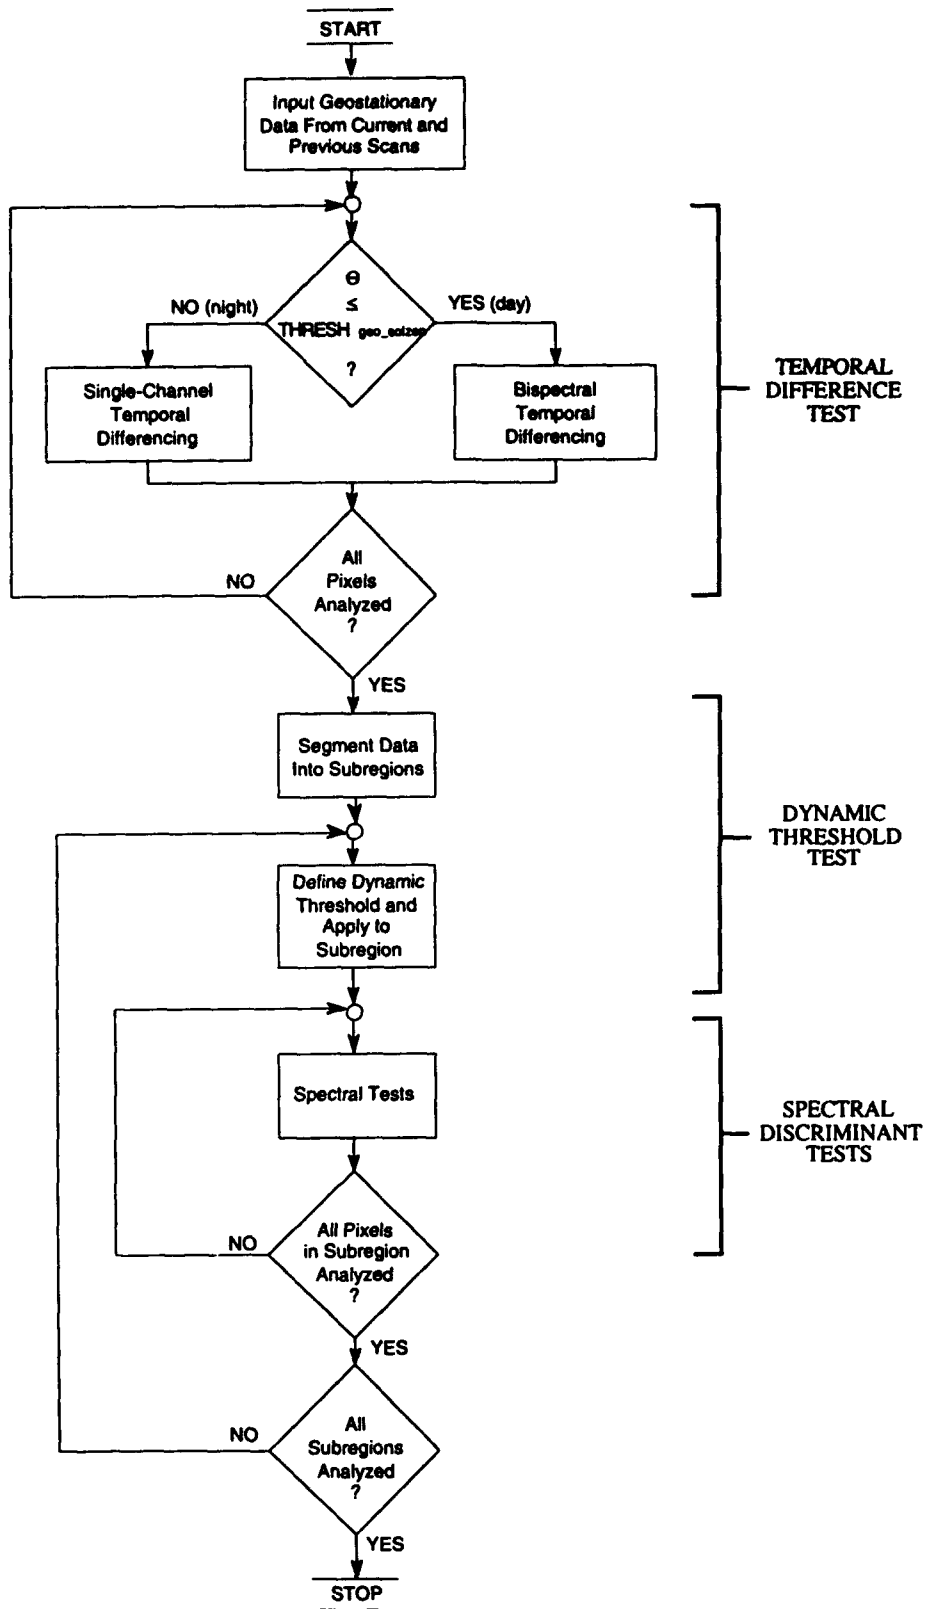 START
Input Geostationary
Data From Current and
Previous Scans
Θ
≤
THRESH
?
NO (night)
YES (day)
Single-Channel
Temporal
Differencing
Bispectral
Temporal
Differencing
TEMPORAL
DIFFERENCE
TEST
All
Pixels
Analyzed
?
NO
YES
Segment Data
Into Subregions
Define Dynamic
Threshold and
Apply to
Subregion
DYNAMIC
THRESHOLD
TEST
Spectral Tests
SPECTRAL
DISCRIMINANT
TESTS
All Pixels
in Subregion
Analyzed
?
NO
YES
All
Subregions
Analyzed
?
NO
YES
STOP